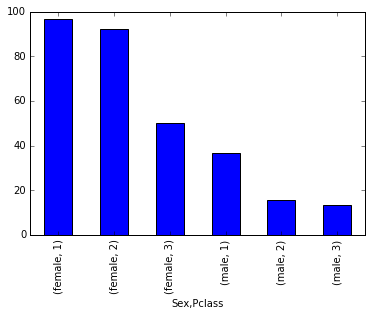 100
80
60
40
20
0
(female, 1)
(female, 2)
(female, 3)
(male, 1)
(male, 2)
(male, 3)
Sex,Pclass